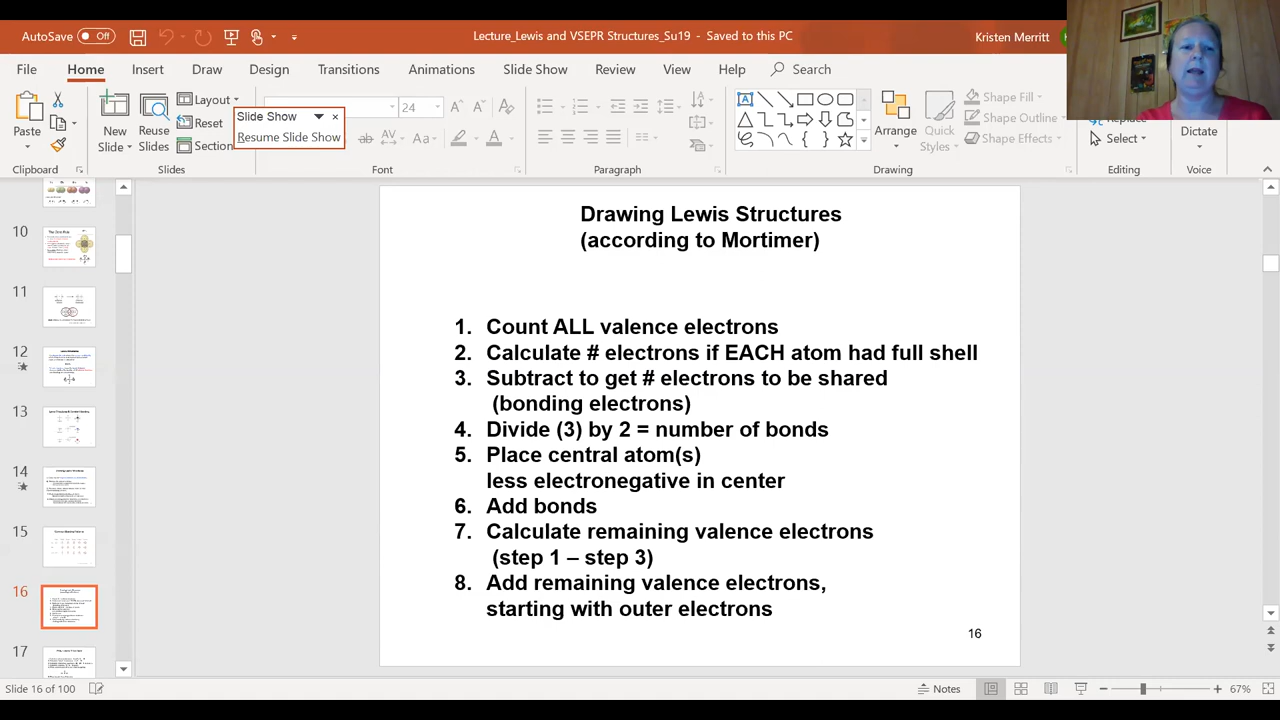 AutoSave Off
Lecture_Lewis and VSEPR Structures_Su19 - Saved to this PC
Kristen Merritt
File Home Insert Draw Design Transitions Animations Slide Show Review View Help Search
Paste
Clipboard
New Slide
Reuse Slides
Layout
Reset
Section
Slides
Slide Show
Resume Slide Show
24
Aa
Font
Paragraph
Arrange
Quick Styles
Shape Fill
Shape Outline
Shape Effects
Drawing
Replace
Select
Editing
Dictate
Voice
10
11
12
13
14
15
16
17
Drawing Lewis Structures
(according to Mortimer)
1. Count ALL valence electrons
2. Calculate # electrons if EACH atom had full shell
3. Subtract to get # electrons to be shared
(bonding electrons)
4. Divide (3) by 2 = number of bonds
5. Place central atom(s)
less electronegative in center
6. Add bonds
7. Calculate remaining valence electrons
(step 1 – step 3)
8. Add remaining valence electrons,
starting with outer electrons
16
Slide 16 of 100
Notes
67%